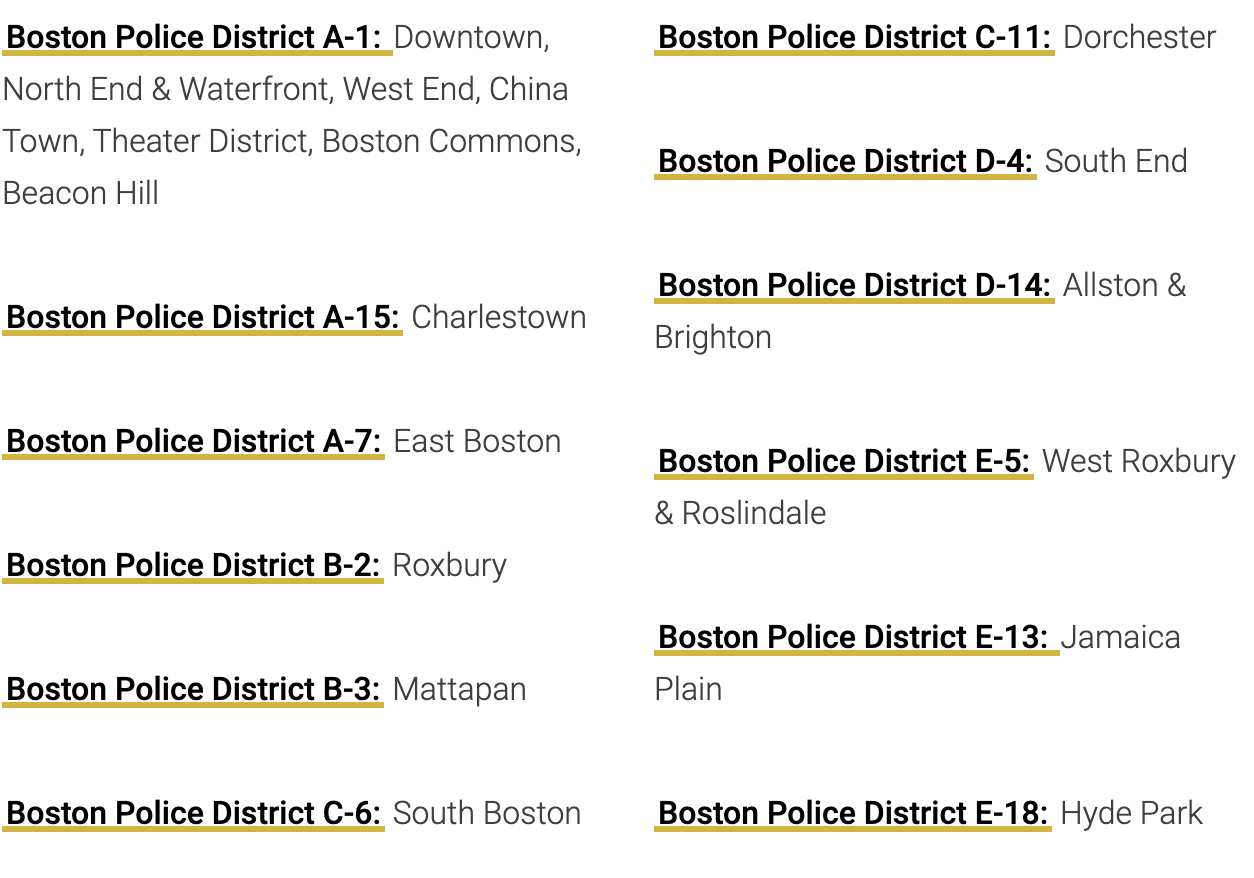 Boston Police District A-1: Downtown,
North End & Waterfront, West End, China
Town, Theater District, Boston Commons,
Beacon Hill
Boston Police District A-15: Charlestown
Boston Police District A-7: East Boston
Boston Police District B-2: Roxbury
Boston Police District B-3: Mattapan
Boston Police District C-6: South Boston
Boston Police District C-11: Dorchester
Boston Police District D-4: South End
Boston Police District D-14: Allston &
Brighton
Boston Police District E-5: West Roxbury
& Roslindale
Boston Police District E-13: Jamaica
Plain
Boston Police District E-18: Hyde Park